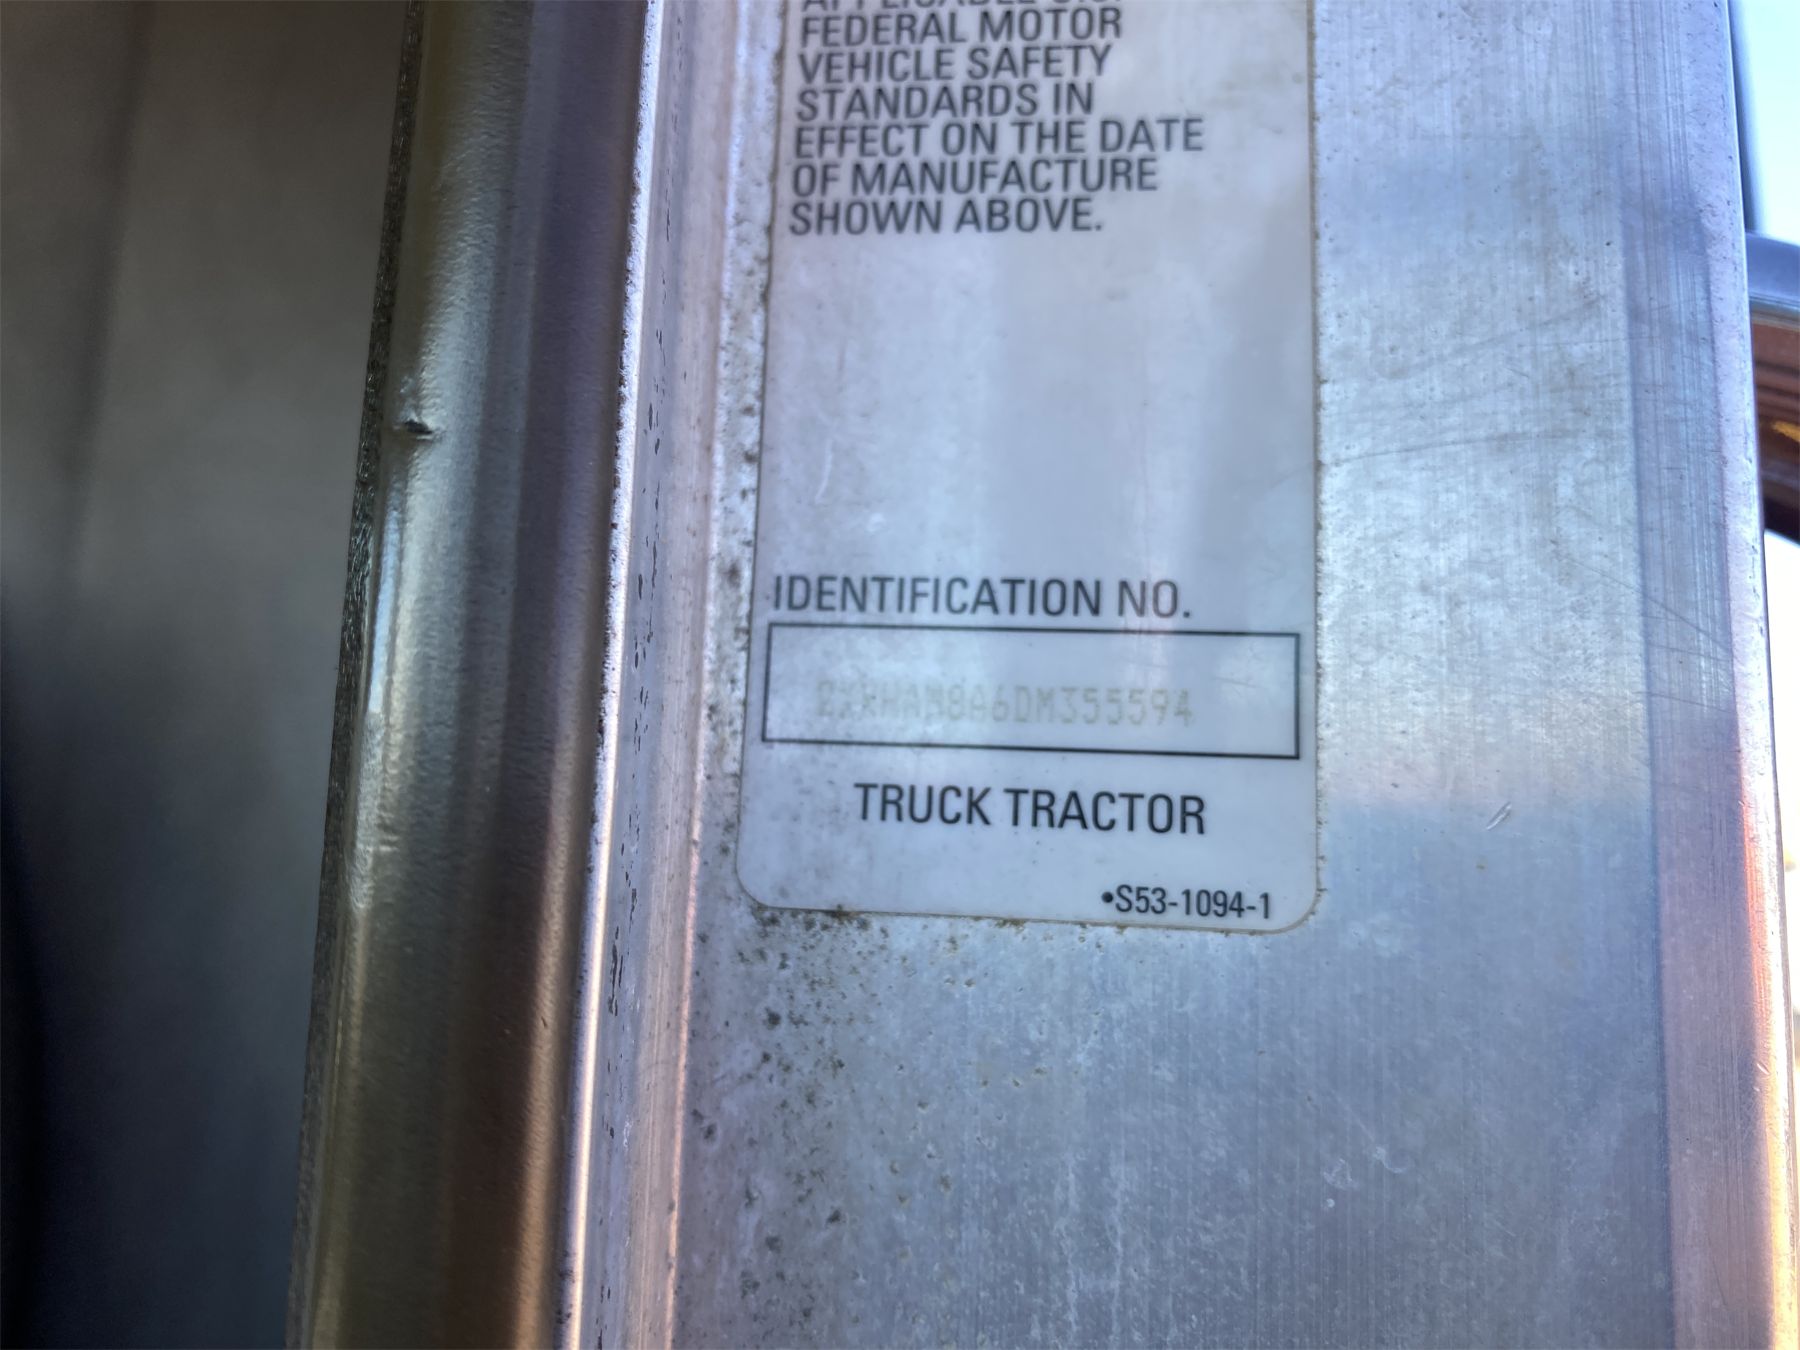 FEDERAL MOTOR
VEHICLE SAFETY
STANDARDS IN
EFFECT ON THE DATE
OF MANUFACTURE
SHOWN ABOVE.
IDENTIFICATION NO.
TRUCK TRACTOR
•S53-1094-1